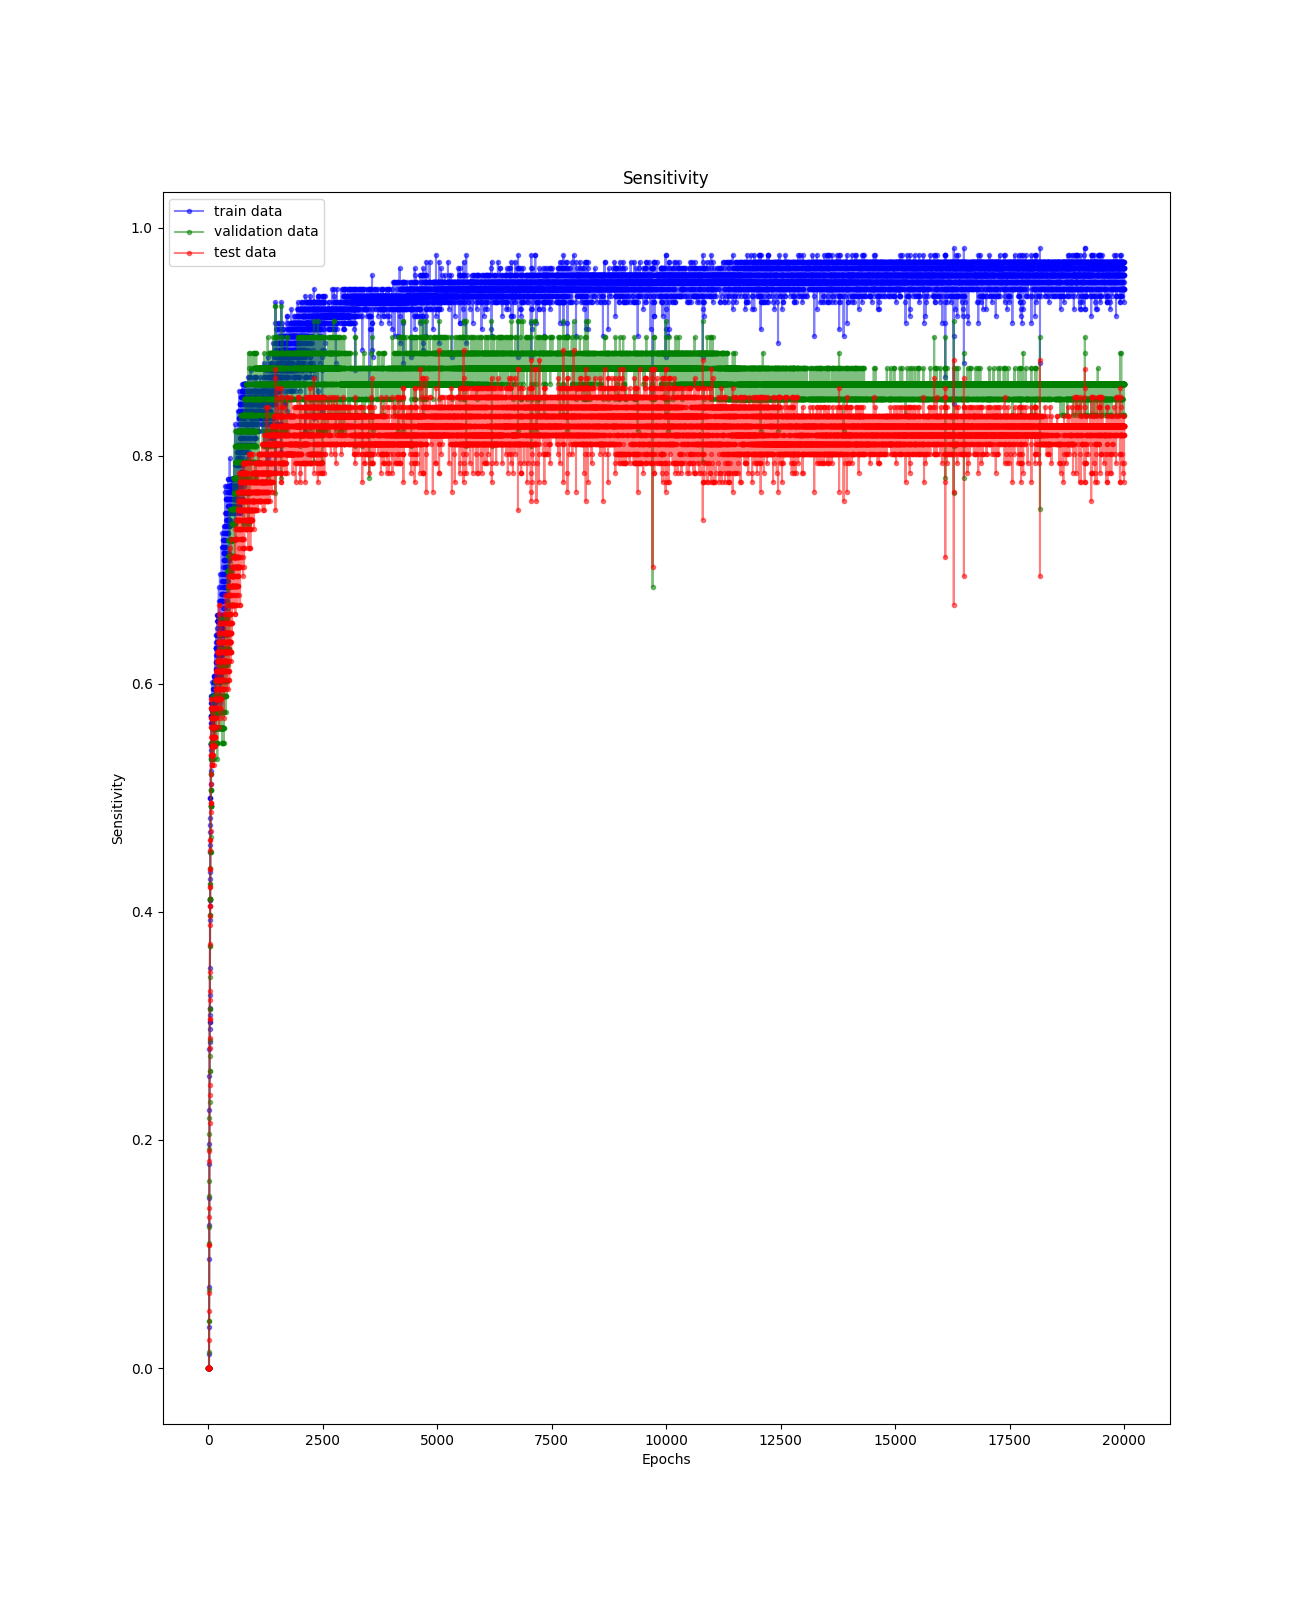 Sensitivity
train data
validation data
test data
1.0
0.8
0.6
0.4
0.2
0.0
Sensitivity
0 2500 5000 7500 10000 12500 15000 17500 20000
Epochs